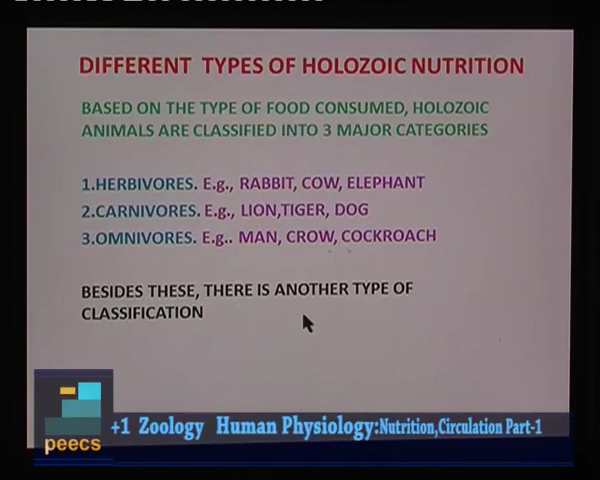 DIFFERENT TYPES OF HOLOZOIC NUTRITION
BASED ON THE TYPE OF FOOD CONSUMED, HOLOZOIC
ANIMALS ARE CLASSIFIED INTO 3 MAJOR CATEGORIES
1.HERBIVORES. E.g., RABBIT, COW, ELEPHANT
2.CARNIVORES. E.g., LION,TIGER, DOG
3.OMNIVORES. E.g.. MAN, CROW, COCKROACH
BESIDES THESE, THERE IS ANOTHER TYPE OF
CLASSIFICATION
+1 Zoology Human Physiology:Nutrition,Circulation Part-1
peecs